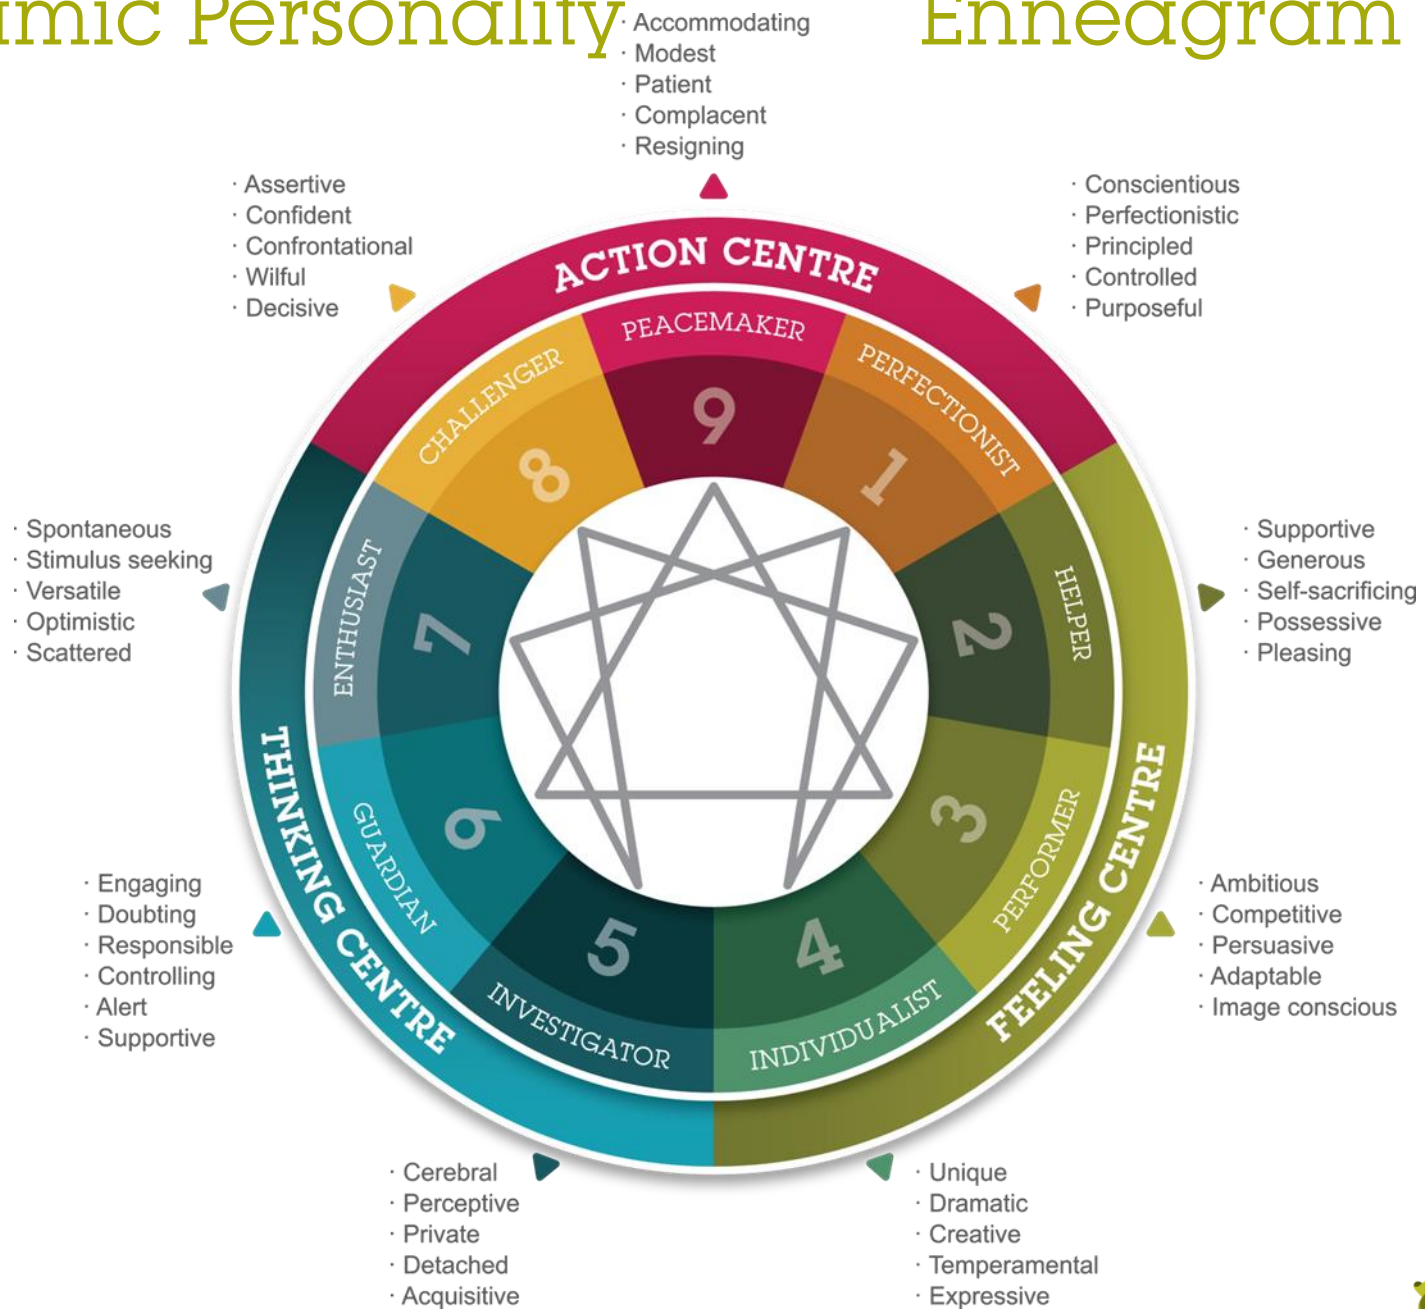 amic Personality
Enneagram
· Accommodating
· Modest
· Patient
· Complacent
· Resigning
· Assertive
· Confident
· Confrontational
· Wilful
· Decisive
· Conscientious
· Perfectionistic
· Principled
· Controlled
· Purposeful
ACTION CENTRE
PEACEMAKER
9
CHALLENGER
8
PERFECTIONIST
1
· Spontaneous
· Stimulus seeking
· Versatile
· Optimistic
· Scattered
ENTHUSIAST
7
HELPER
2
· Supportive
· Generous
· Self-sacrificing
· Possessive
· Pleasing
THINKING CENTRE
GUARDIAN
6
PERFORMER
3
FEELING CENTRE
· Engaging
· Doubting
· Responsible
· Controlling
· Alert
· Supportive
INVESTIGATOR
5
INDIVIDUALIST
4
· Ambitious
· Competitive
· Persuasive
· Adaptable
· Image conscious
· Cerebral
· Perceptive
· Private
· Detached
· Acquisitive
· Unique
· Dramatic
· Creative
· Temperamental
· Expressive